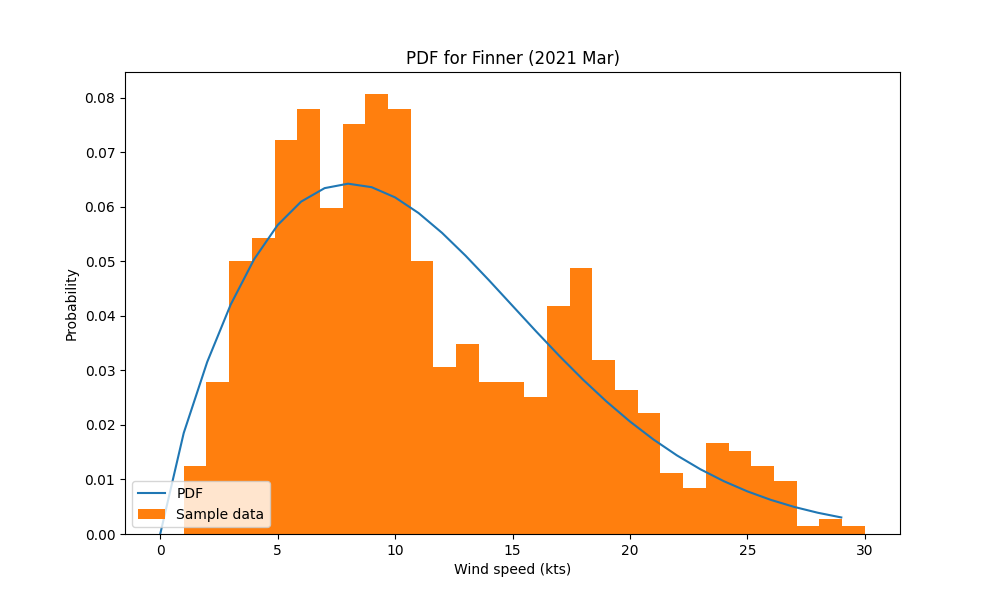 PDF for Finner (2021 Mar)
0.08
0.07
0.06
0.05
0.04
0.03
0.02
0.01
0.00
Probability
PDF
Sample data
0 5 10 15 20 25 30
Wind speed (kts)